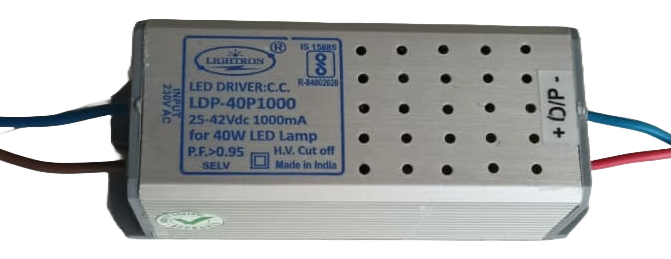 INPUT
230V AC
LIGHTRON
®
IS 15885
R-84002020
LED DRIVER:C.C.
LDP-40P1000
25-42Vdc 1000mA
for 40W LED Lamp
P.F.>0.95
H.V. Cut off
SELV
Made in India
+ O/P -